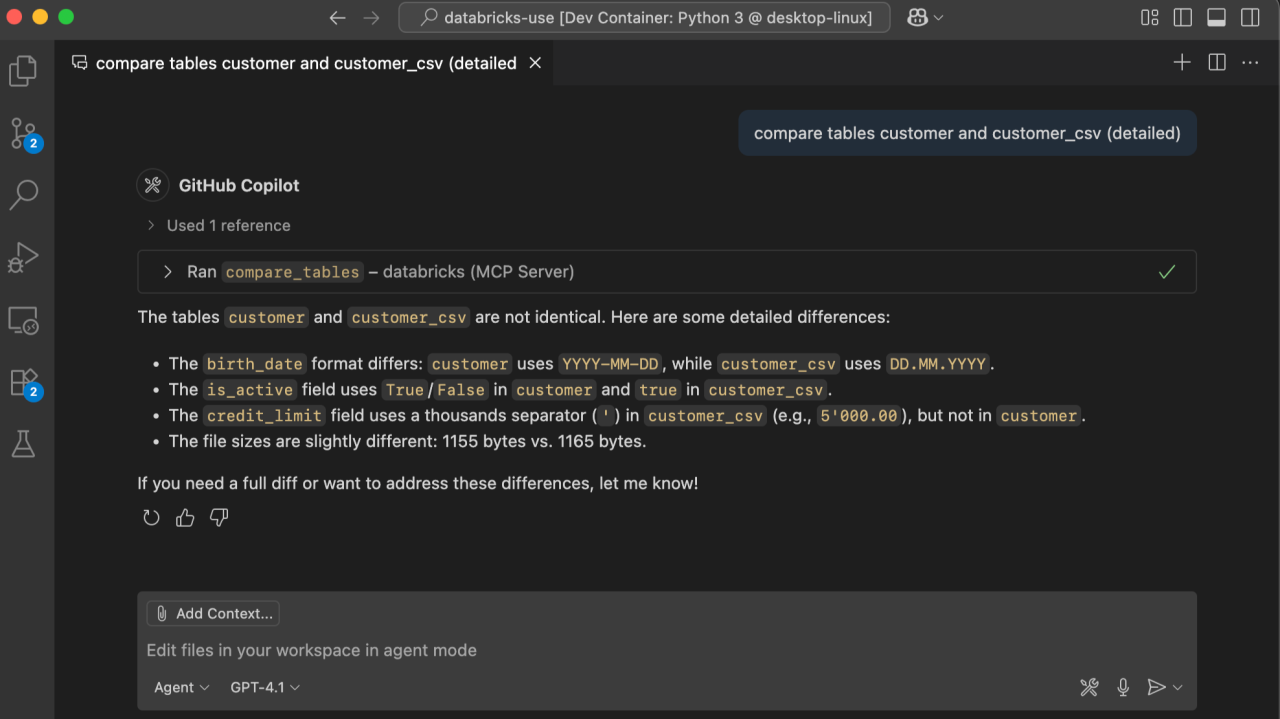 databricks-use [Dev Container: Python 3 @ desktop-linux]
compare tables customer and customer_csv (detailed
compare tables customer and customer_csv (detailed)
2
GitHub Copilot
Used 1 reference
Ran compare_tables – databricks (MCP Server)
The tables customer and customer_csv are not identical. Here are some detailed differences:
• The birth_date format differs: customer uses YYYY-MM-DD, while customer_csv uses DD.MM.YYYY.
• The is_active field uses True/False in customer and true in customer_csv.
2
• The credit_limit field uses a thousands separator (') in customer_csv (e.g., 5'000.00), but not in customer.
• The file sizes are slightly different: 1155 bytes vs. 1165 bytes.
If you need a full diff or want to address these differences, let me know!
Add Context...
Edit files in your workspace in agent mode
Agent GPT-4.1